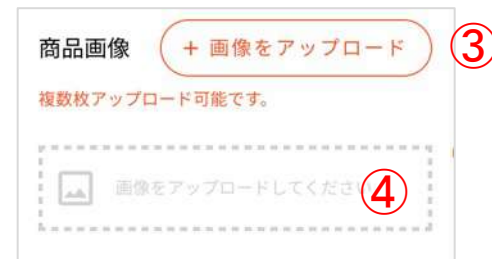 商品画像 + 画像をアップロード ③
複数枚アップロード可能です。
画像をアップロードしてください ④